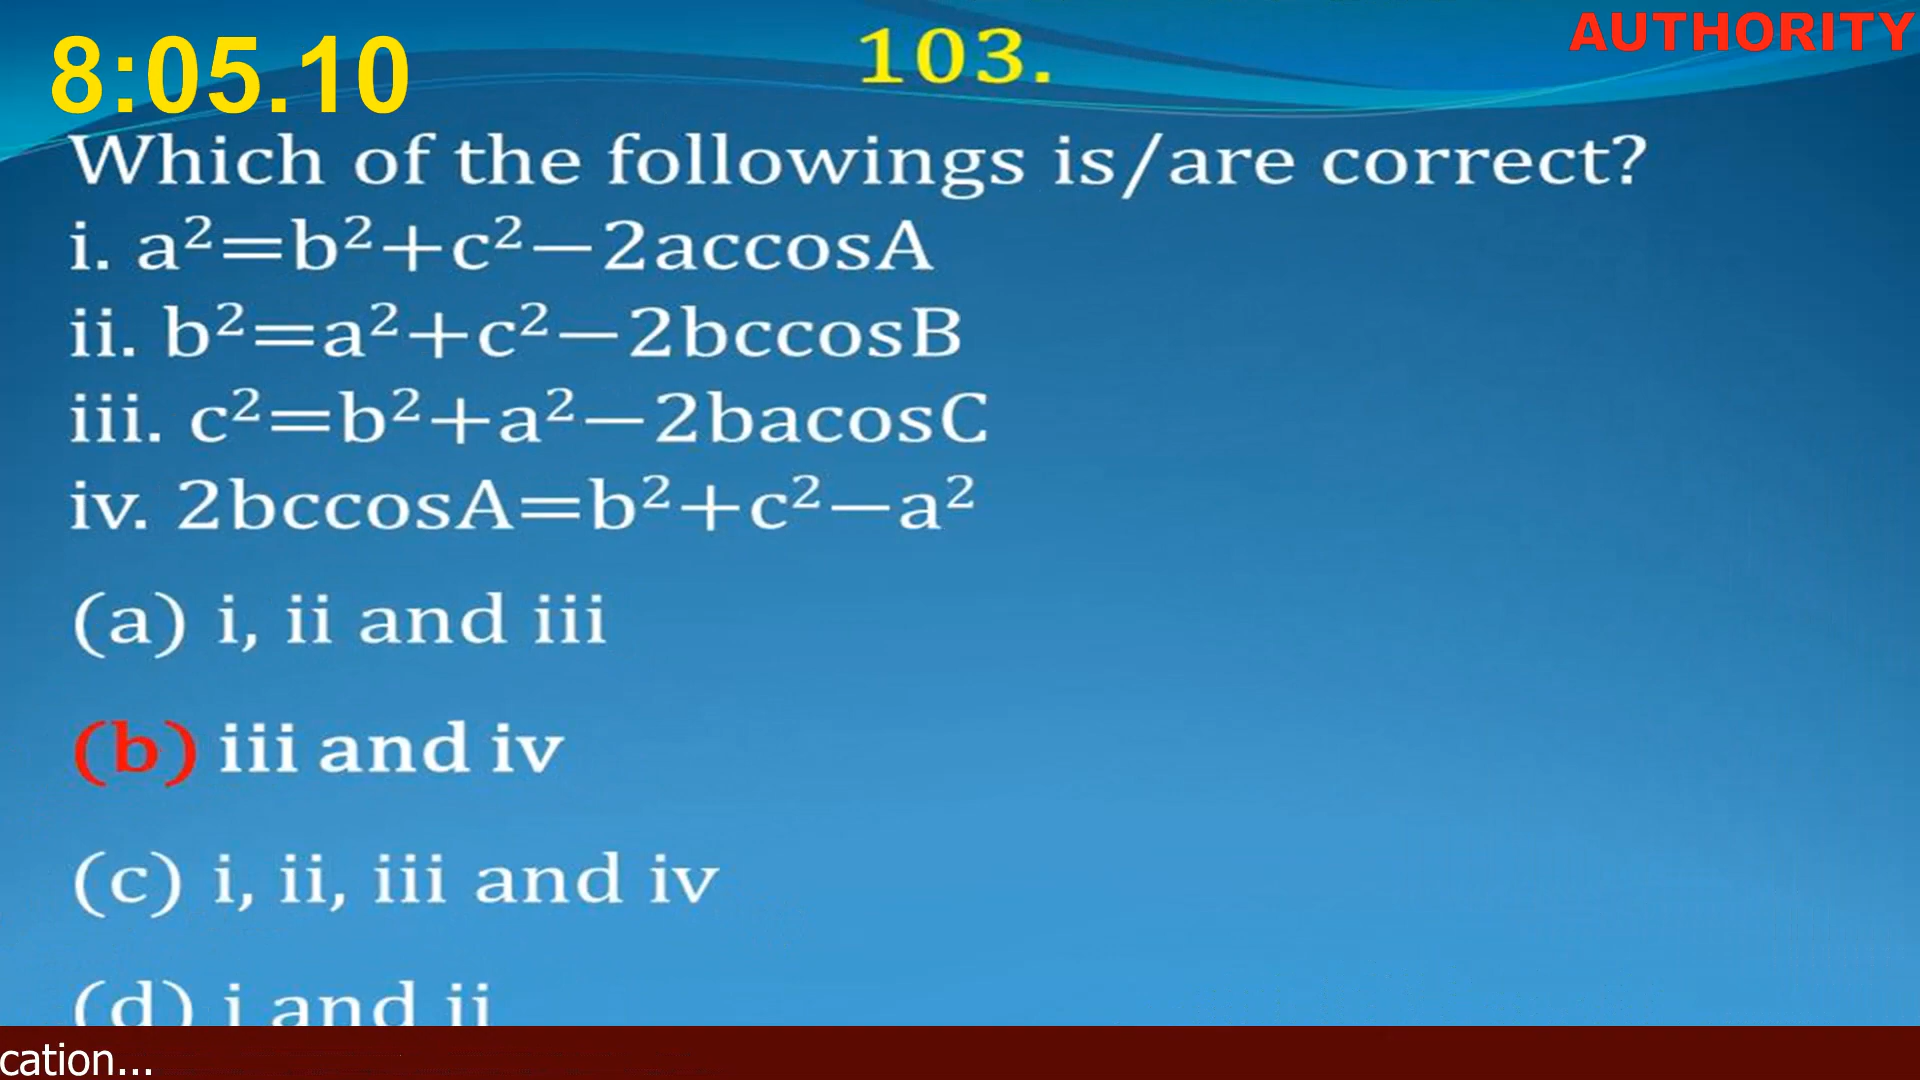 8:05.10
103.
AUTHORITY
Which of the followings is/are correct?
i. a²=b²+c²−2accosA
ii. b²=a²+c²−2bccosB
iii. c²=b²+a²−2bacosC
iv. 2bccosA=b²+c²−a²
(a) i, ii and iii
(b) iii and iv
(c) i, ii, iii and iv
(d) i and ii
cation...